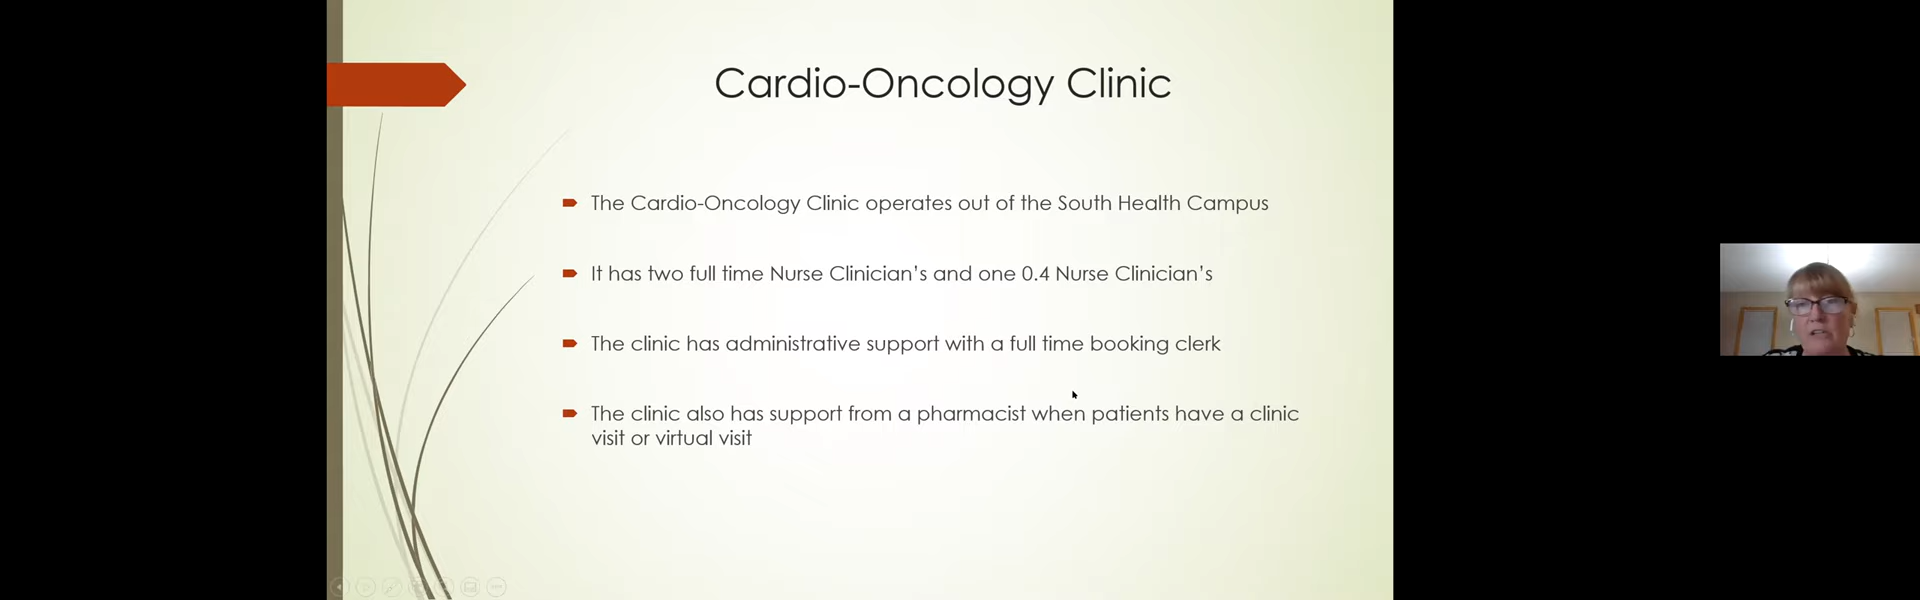 Cardio-Oncology Clinic
The Cardio-Oncology Clinic operates out of the South Health Campus
It has two full time Nurse Clinician’s and one 0.4 Nurse Clinician’s
The clinic has administrative support with a full time booking clerk
The clinic also has support from a pharmacist when patients have a clinic
visit or virtual visit